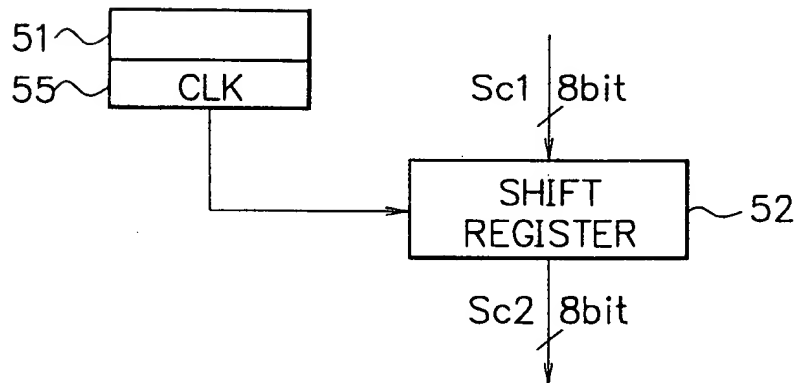 51
55
CLK
Sc1 8bit
SHIFT
REGISTER
52
Sc2 8bit